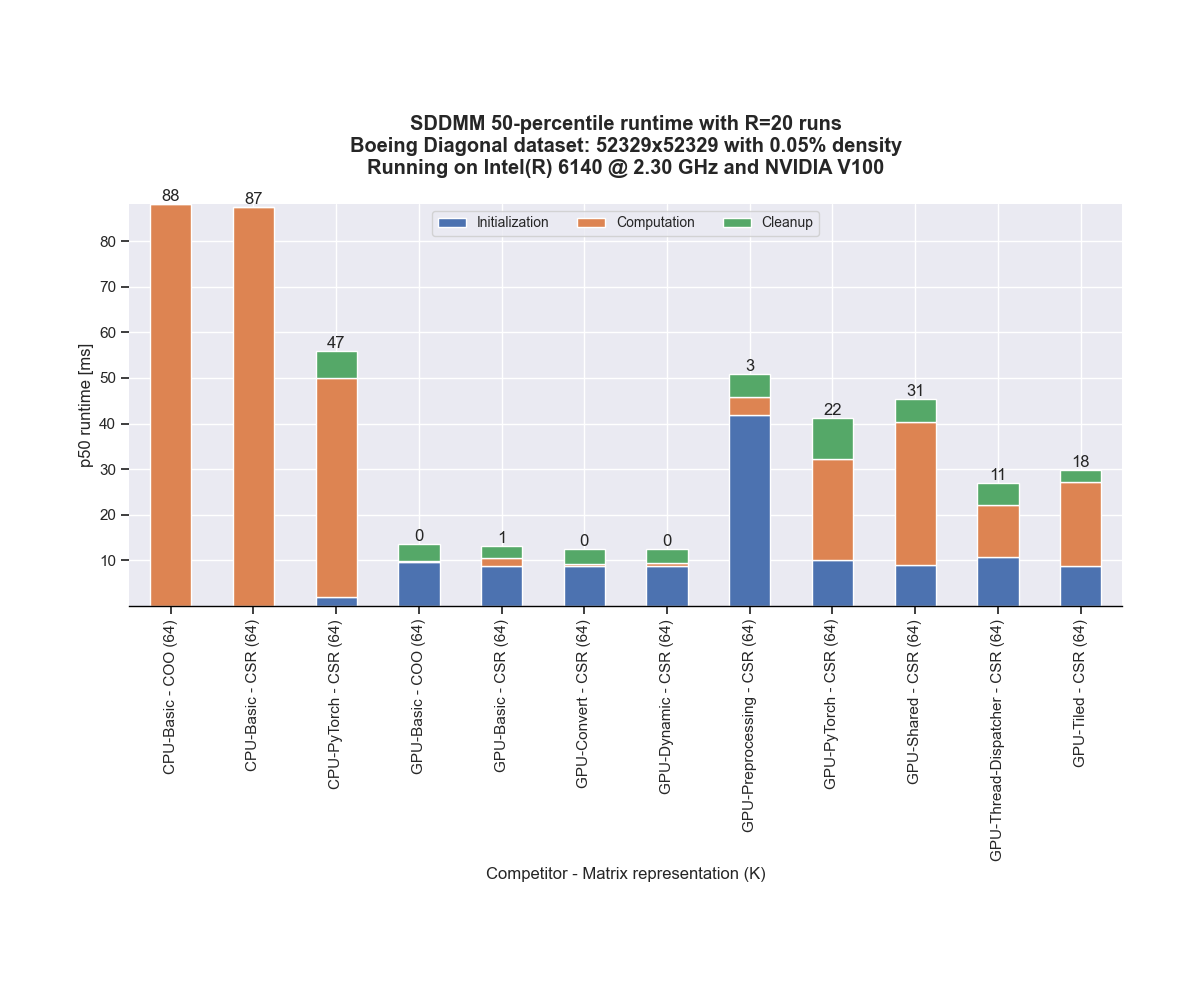 SDDMM 50-percentile runtime with R=20 runs
Boeing Diagonal dataset: 52329x52329 with 0.05% density
Running on Intel(R) 6140 @ 2.30 GHz and NVIDIA V100
Initialization Computation Cleanup
88
87
47
0
1
0
0
3
22
31
11
18
p50 runtime [ms]
80
70
60
50
40
30
20
10
CPU-Basic - COO (64)
CPU-Basic - CSR (64)
CPU-PyTorch - CSR (64)
GPU-Basic - COO (64)
GPU-Basic - CSR (64)
GPU-Convert - CSR (64)
GPU-Dynamic - CSR (64)
GPU-Preprocessing - CSR (64)
GPU-PyTorch - CSR (64)
GPU-Shared - CSR (64)
GPU-Thread-Dispatcher - CSR (64)
GPU-Tiled - CSR (64)
Competitor - Matrix representation (K)